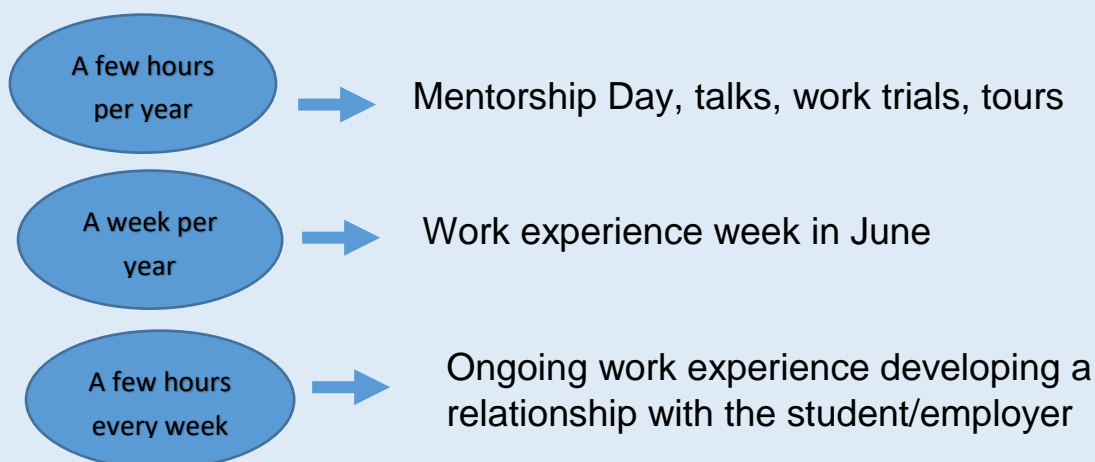 A few hours
per year
Mentorship Day, talks, work trials, tours
A week per
year
Work experience week in June
A few hours
every week
Ongoing work experience developing a
relationship with the student/employer